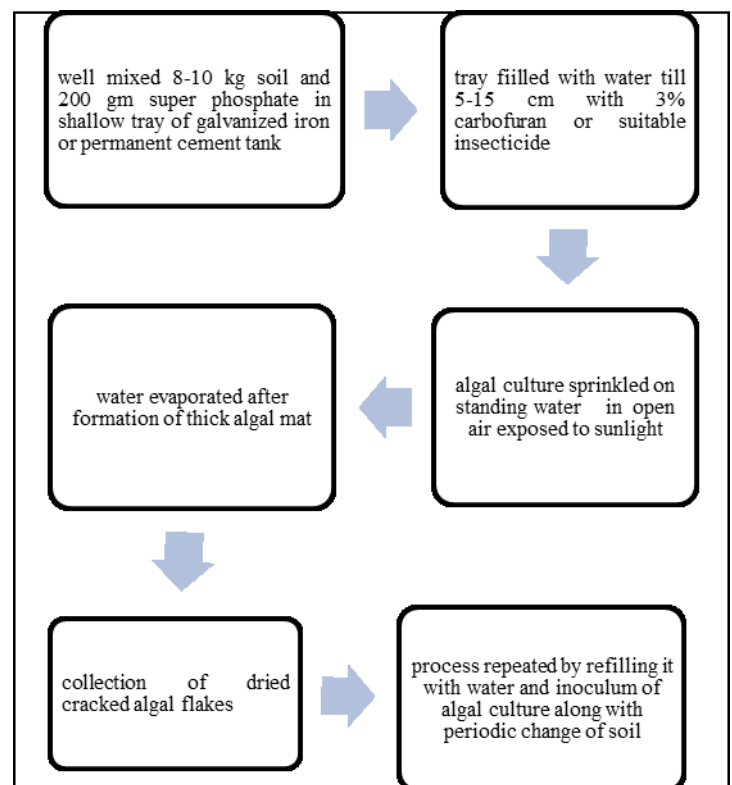 well mixed 8-10 kg soil and
200 gm super phosphate in
shallow tray of galvanized iron
or permanent cement tank
tray fiilled with water till
5-15 cm with 3%
carbofuran or suitable
insecticide
algal culture sprinkled on
standing water in open
air exposed to sunlight
water evaporated after
formation of thick algal mat
collection of dried
cracked algal flakes
process repeated by refilling it
with water and inoculum of
algal culture along with
periodic change of soil